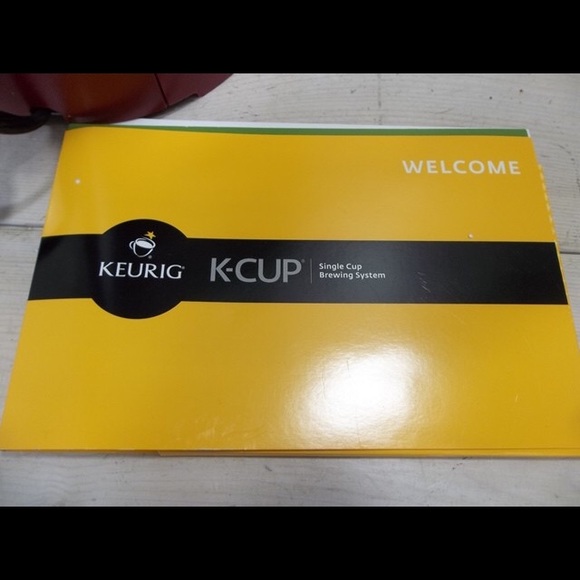 WELCOME
KEURIG®
K-CUP®
Single Cup
Brewing System